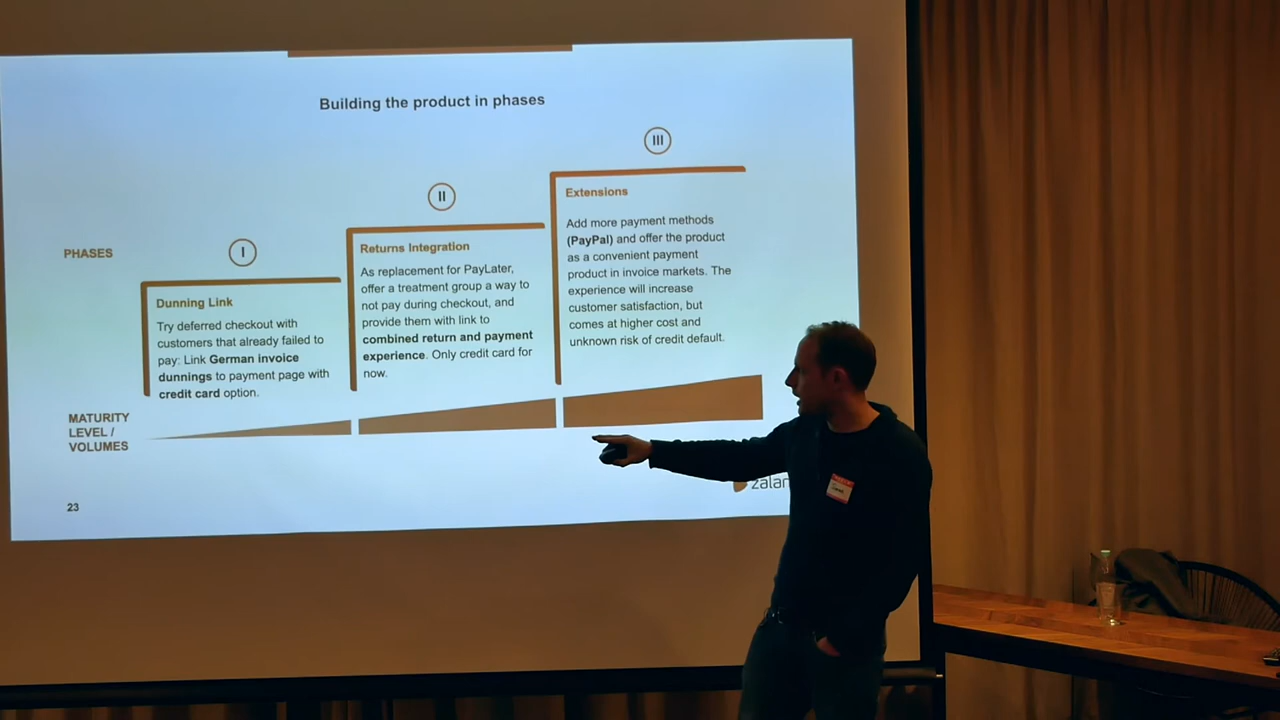 Building the product in phases
PHASES
I
Dunning Link
Try deferred checkout with
customers that already failed to
pay: Link German invoice
dunnings to payment page with
credit card option.
II
Returns Integration
As replacement for PayLater,
offer a treatment group a way to
not pay during checkout, and
provide them with link to
combined return and payment
experience. Only credit card for
now.
III
Extensions
Add more payment methods
(PayPal) and offer the product
as a convenient payment
product in invoice markets. The
experience will increase
customer satisfaction, but
comes at higher cost and
unknown risk of credit default.
MATURITY
LEVEL /
VOLUMES
23
zalan